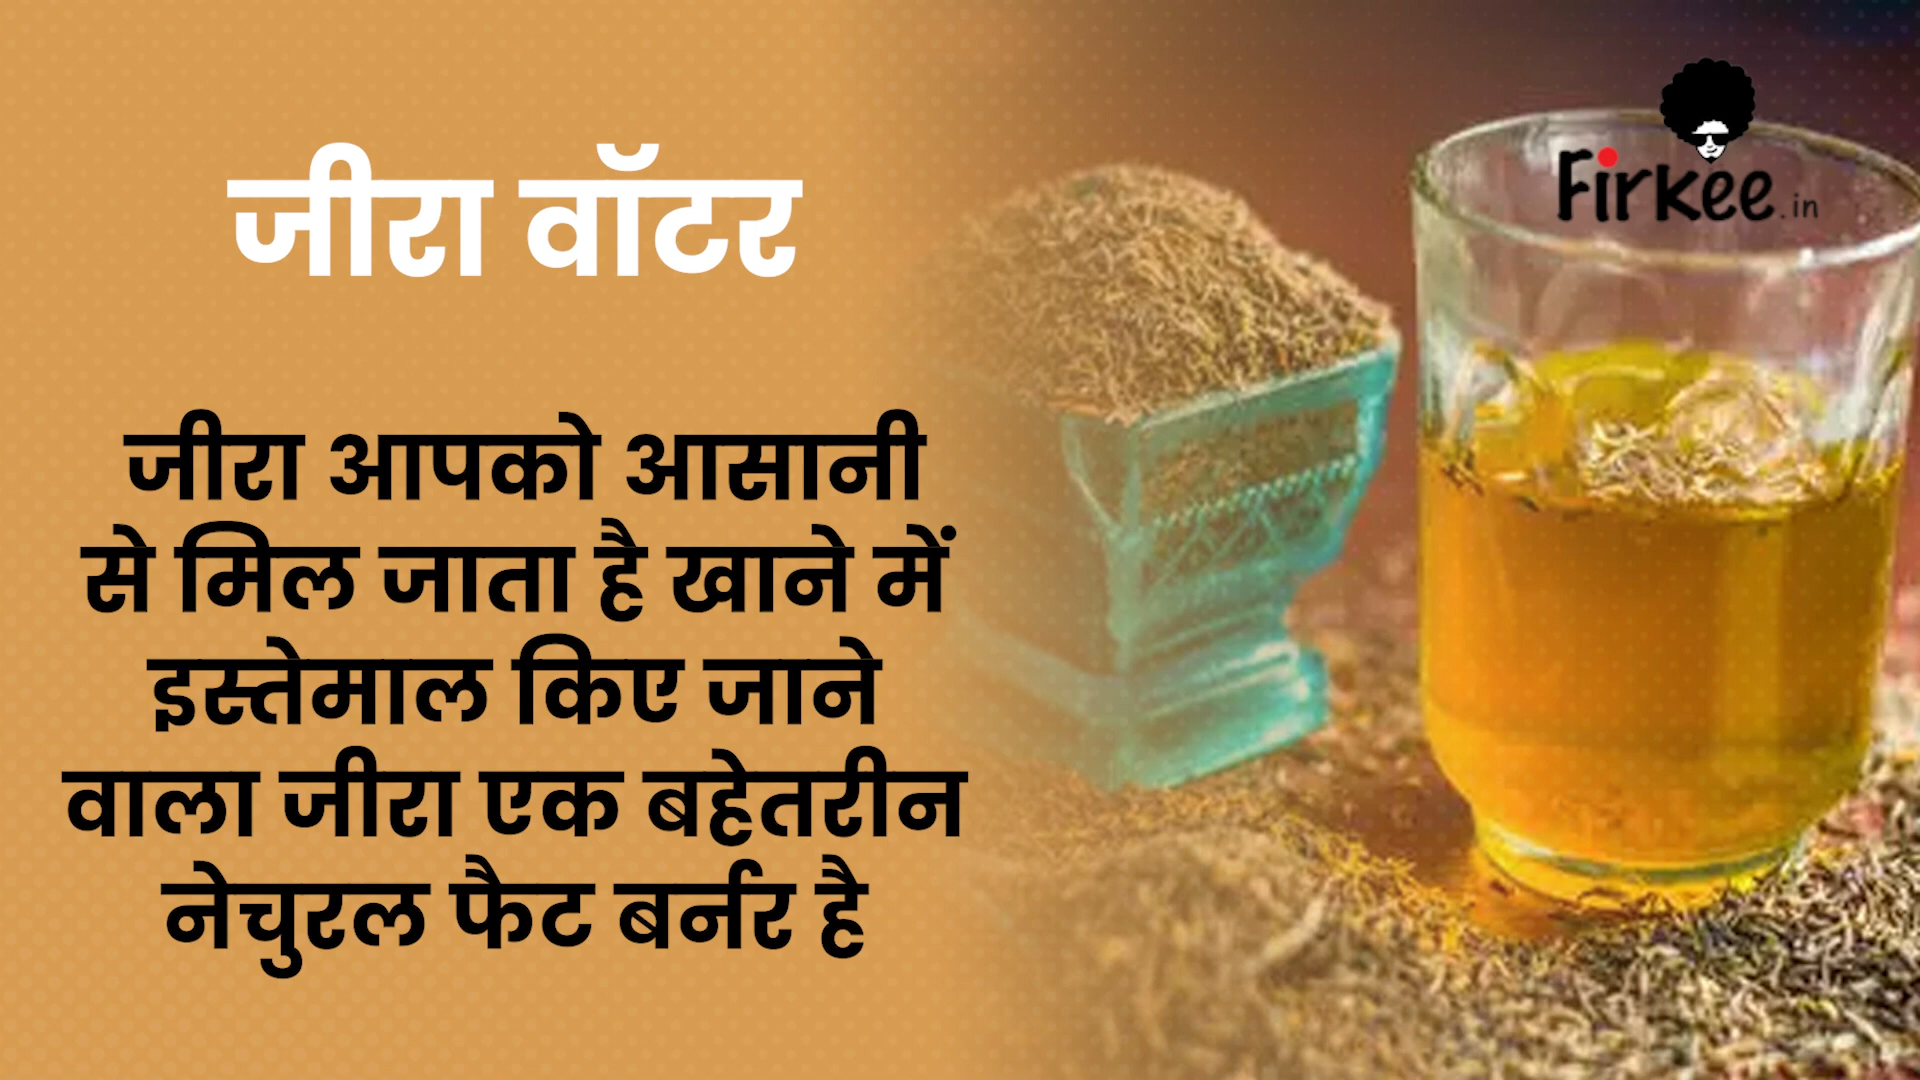 Firkee.in
जीरा वॉटर
जीरा आपको आसानी
से मिल जाता है खाने में
इस्तेमाल किए जाने
वाला जीरा एक बहेतरीन
नेचुरल फैट बर्नर है